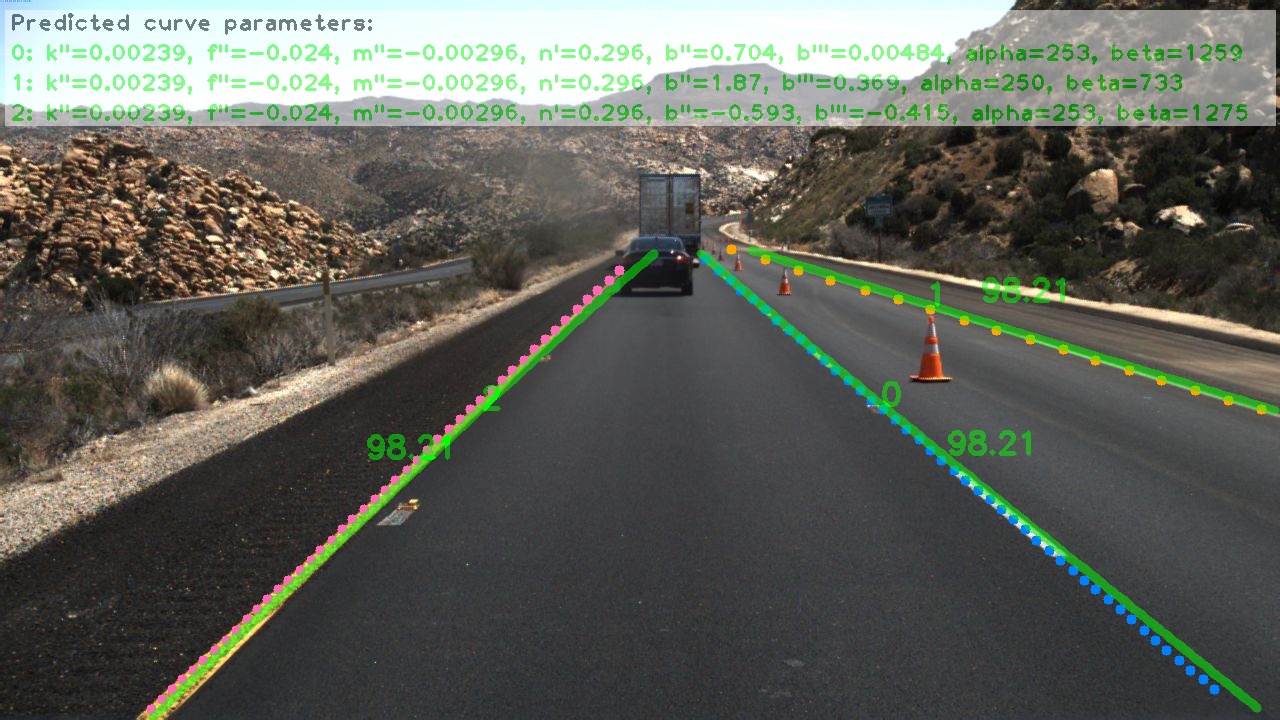 Predicted curve parameters:
0: k''=0.00239, f''=-0.024, m''=-0.00296, n'=0.296, b''=0.704, b'''=0.00484, alpha=253, beta=1259
1: k''=0.00239, f''=-0.024, m''=-0.00296, n'=0.296, b''=1.87, b'''=0.369, alpha=250, beta=733
2: k''=0.00239, f''=-0.024, m''=-0.00296, n'=0.296, b''=-0.593, b'''=-0.415, alpha=253, beta=1275
1 98.21
2
0
98.21
98.21